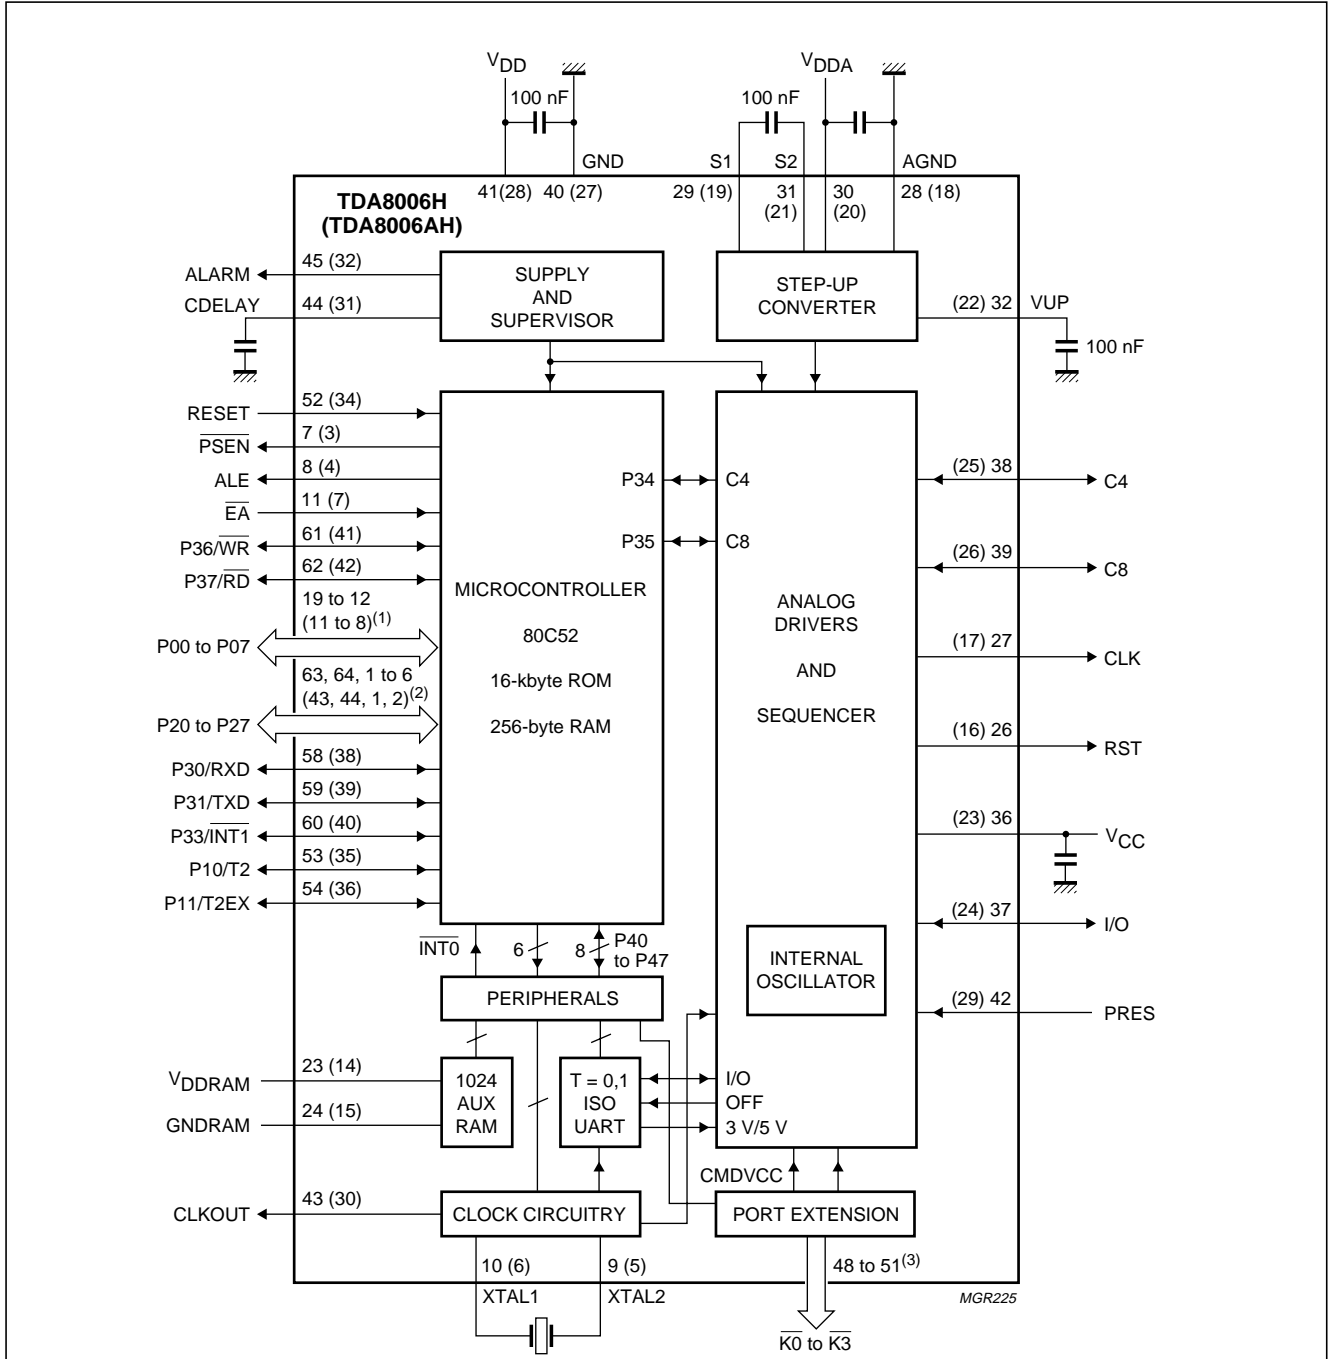 VDD
VDDA
100 nF
100 nF
GND
S1
S2
AGND
41(28)
40 (27)
29 (19)
31
(21)
30
(20)
28 (18)
TDA8006H
(TDA8006AH)
ALARM
45 (32)
CDELAY
44 (31)
SUPPLY
AND
SUPERVISOR
STEP-UP
CONVERTER
(22) 32
VUP
100 nF
RESET
52 (34)
PSEN
7 (3)
ALE
8 (4)
EA
11 (7)
P36/WR
61 (41)
P37/RD
62 (42)
19 to 12
(11 to 8)(1)
P00 to P07
63, 64, 1 to 6
(43, 44, 1, 2)(2)
P20 to P27
P30/RXD
58 (38)
P31/TXD
59 (39)
P33/INT1
60 (40)
P10/T2
53 (35)
P11/T2EX
54 (36)
P34
P35
MICROCONTROLLER
80C52
16-kbyte ROM
256-byte RAM
C4
C8
ANALOG
DRIVERS
AND
SEQUENCER
INTERNAL
OSCILLATOR
(25) 38
C4
(26) 39
C8
(17) 27
CLK
(16) 26
RST
(23) 36
VCC
(24) 37
I/O
(29) 42
PRES
INT0
6
8
P40
to P47
PERIPHERALS
VDDRAM
23 (14)
GNDRAM
24 (15)
1024
AUX
RAM
T = 0,1
ISO
UART
I/O
OFF
3 V/5 V
CMDVCC
CLKOUT
43 (30)
CLOCK CIRCUITRY
PORT EXTENSION
10 (6)
9 (5)
48 to 51(3)
XTAL1
XTAL2
MGR225
K0 to K3